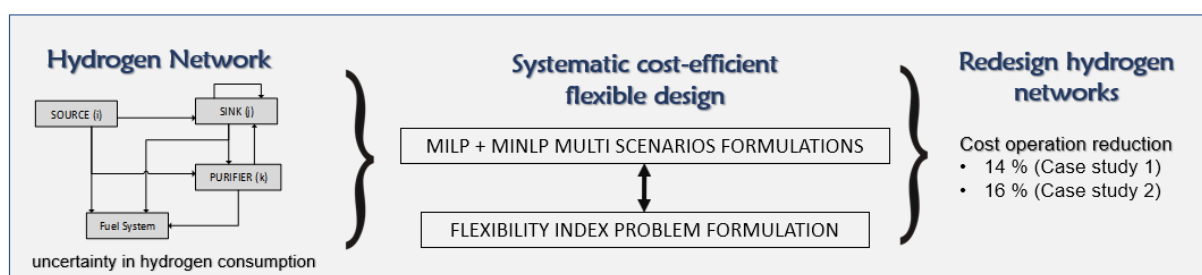 Hydrogen Network
SOURCE (i)
SINK (j)
PURIFIER (k)
Fuel System
uncertainty in hydrogen consumption
Systematic cost-efficient
flexible design
MILP + MINLP MULTI SCENARIOS FORMULATIONS
FLEXIBILITY INDEX PROBLEM FORMULATION
Redesign hydrogen
networks
Cost operation reduction
• 14 % (Case study 1)
• 16 % (Case study 2)